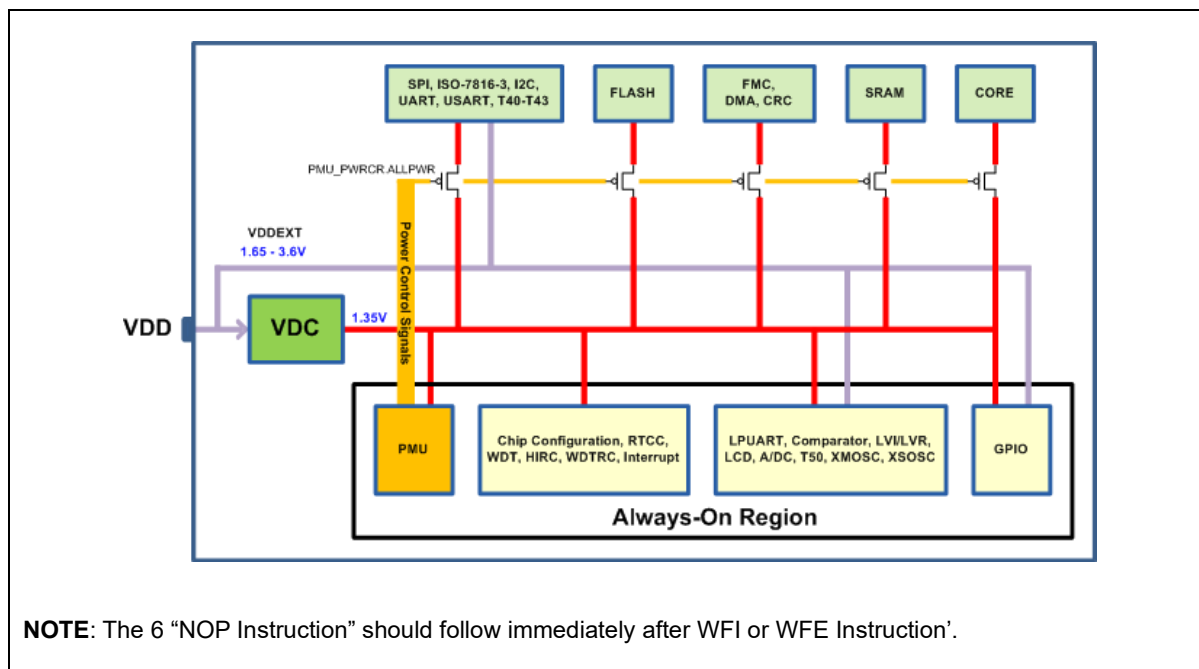 SPI, ISO-7816-3, I2C,
UART, USART, T40-T43
FLASH
FMC,
DMA, CRC
SRAM
CORE
PMU_PWRCR.ALLPWR
Power Control Signals
VDDEXT
1.65 - 3.6V
VDD
VDC
1.35V
PMU
Chip Configuration, RTCC,
WDT, HIRC, WDTRC, Interrupt
LPUART, Comparator, LVI/LVR,
LCD, A/DC, T50, XMOSC, XSOSC
GPIO
Always-On Region
NOTE: The 6 “NOP Instruction” should follow immediately after WFI or WFE Instruction’.